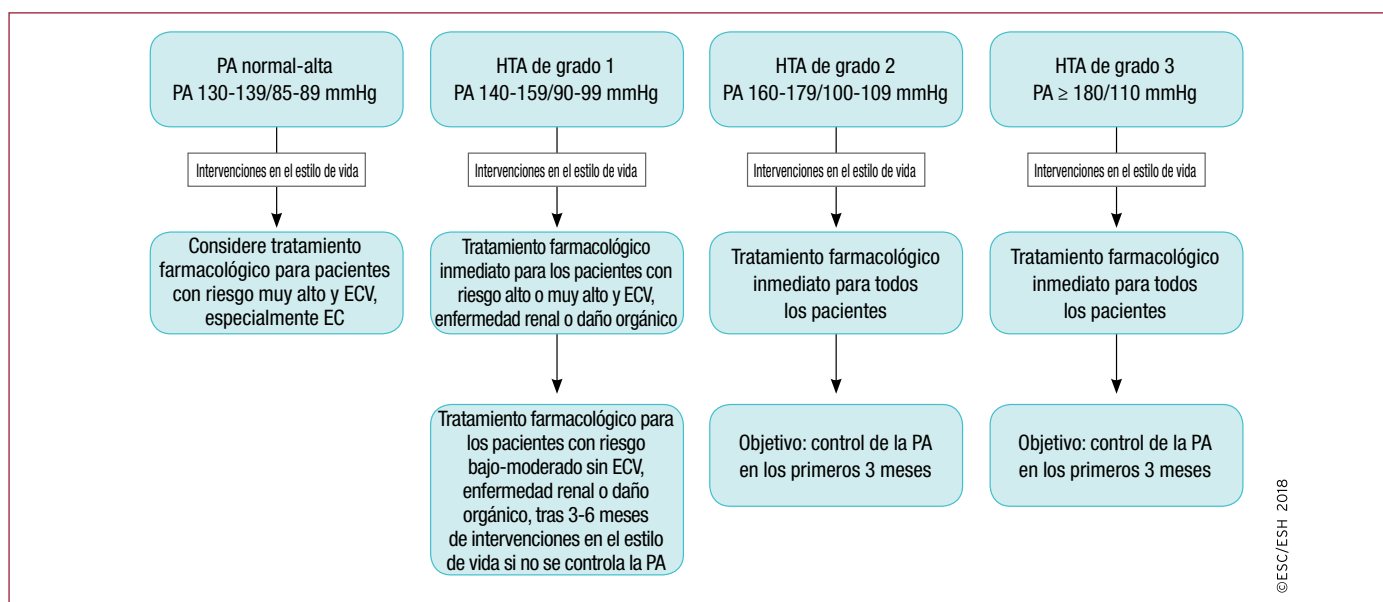 PA normal-alta
PA 130-139/85-89 mmHg
Intervenciones en el estilo de vida
Considere tratamiento
farmacológico para pacientes
con riesgo muy alto y ECV,
especialmente EC
HTA de grado 1
PA 140-159/90-99 mmHg
Intervenciones en el estilo de vida
Tratamiento farmacológico
inmediato para los pacientes con
riesgo alto o muy alto y ECV,
enfermedad renal o daño orgánico
Tratamiento farmacológico para
los pacientes con riesgo
bajo-moderado sin ECV,
enfermedad renal o daño
orgánico, tras 3-6 meses
de intervenciones en el estilo
de vida si no se controla la PA
HTA de grado 2
PA 160-179/100-109 mmHg
Intervenciones en el estilo de vida
Tratamiento farmacológico
inmediato para todos
los pacientes
Objetivo: control de la PA
en los primeros 3 meses
HTA de grado 3
PA ≥ 180/110 mmHg
Intervenciones en el estilo de vida
Tratamiento farmacológico
inmediato para todos
los pacientes
Objetivo: control de la PA
en los primeros 3 meses
©ESC/ESH 2018